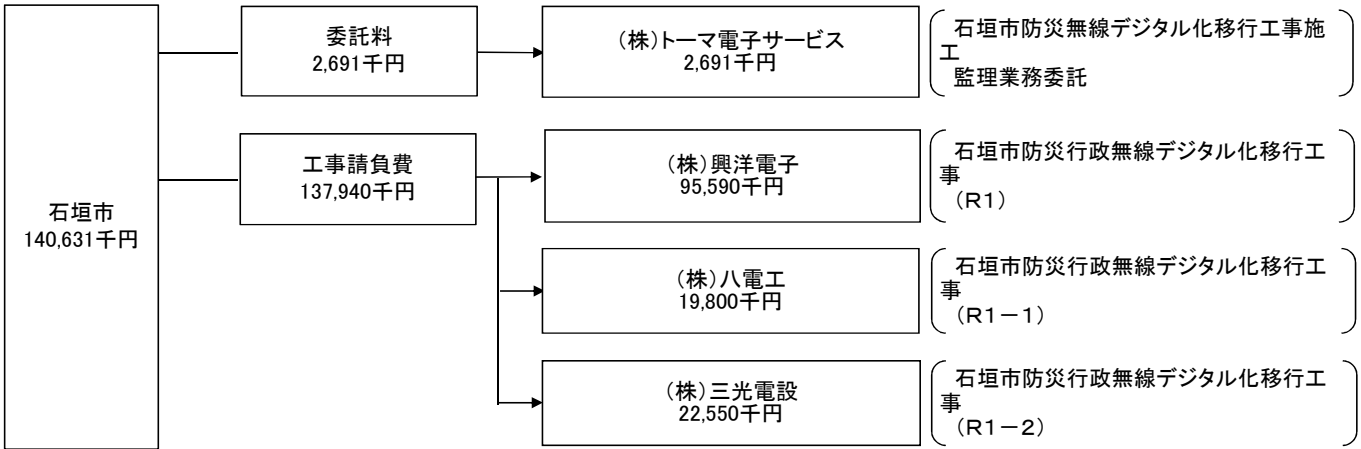 石垣市
140,631千円
委託料
2,691千円
(株)トーマ電子サービス
2,691千円
石垣市防災無線デジタル化移行工事施
工
監理業務委託
工事請負費
137,940千円
(株)興洋電子
95,590千円
石垣市防災行政無線デジタル化移行工
事
(R1)
(株)八電工
19,800千円
石垣市防災行政無線デジタル化移行工
事
(R1-1)
(株)三光電設
22,550千円
石垣市防災行政無線デジタル化移行工
事
(R1-2)